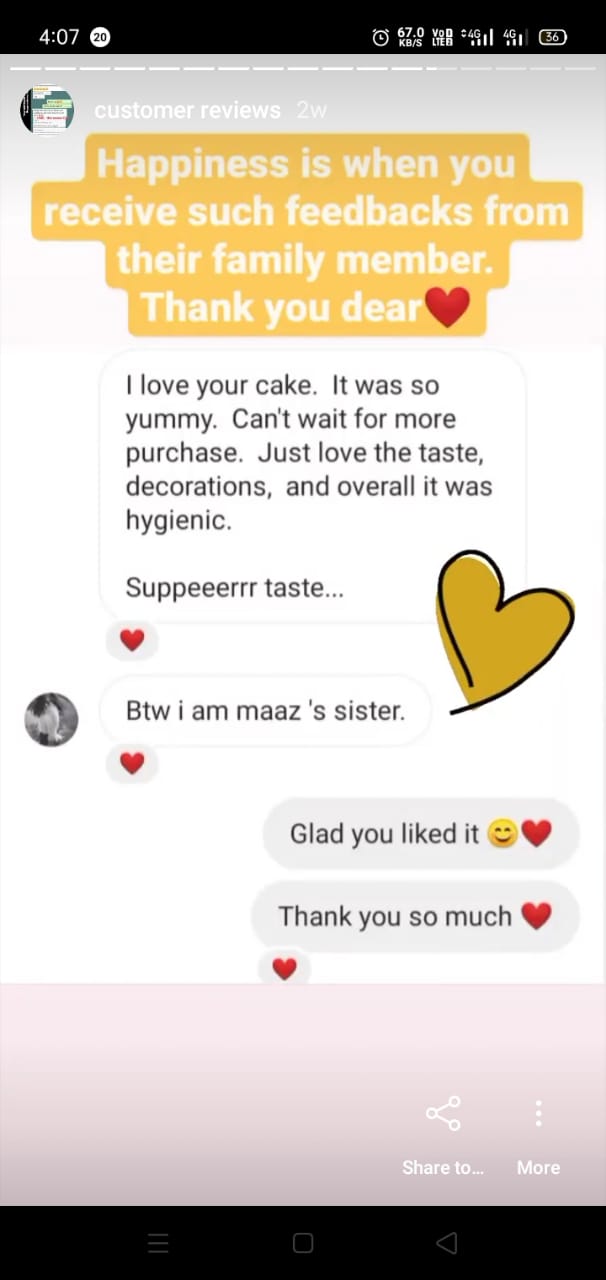 4:07 20 67.0 KB/S Vo LTE2 4G 4G 36
customer reviews 2w
Happiness is when you
receive such feedbacks from
their family member.
Thank you dear❤️
I love your cake. It was so
yummy. Can't wait for more
purchase. Just love the taste,
decorations, and overall it was
hygienic.
Suppeeerrr taste...
❤️
Btw i am maaz 's sister.
❤️
Glad you liked it 😊❤️
Thank you so much ❤️
❤️
Share to... More